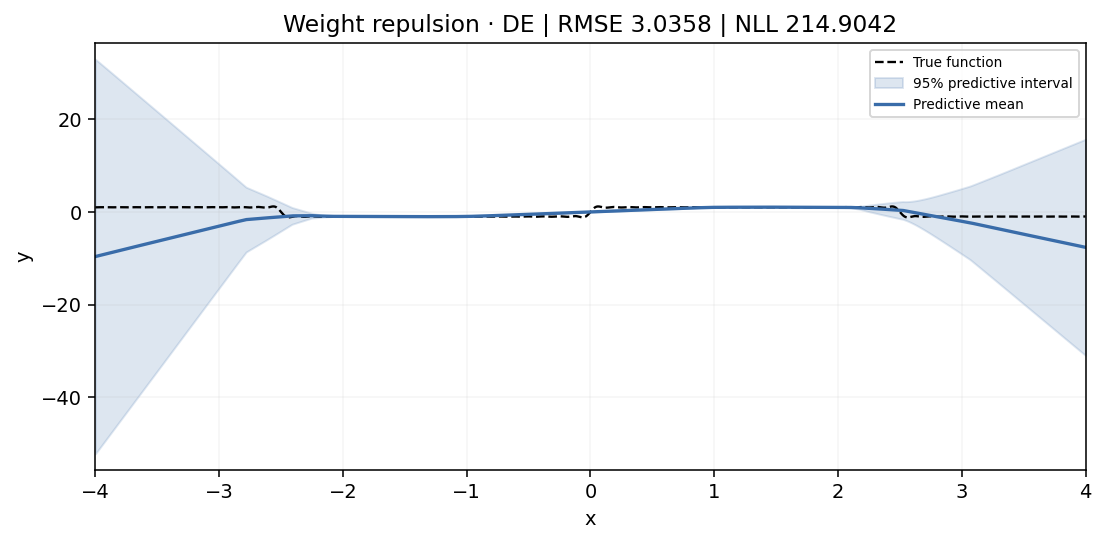 Weight repulsion · DE | RMSE 3.0358 | NLL 214.9042
True function
95% predictive interval
Predictive mean
y
20
0
−20
−40
−4
−3
−2
−1
0
1
2
3
4
x